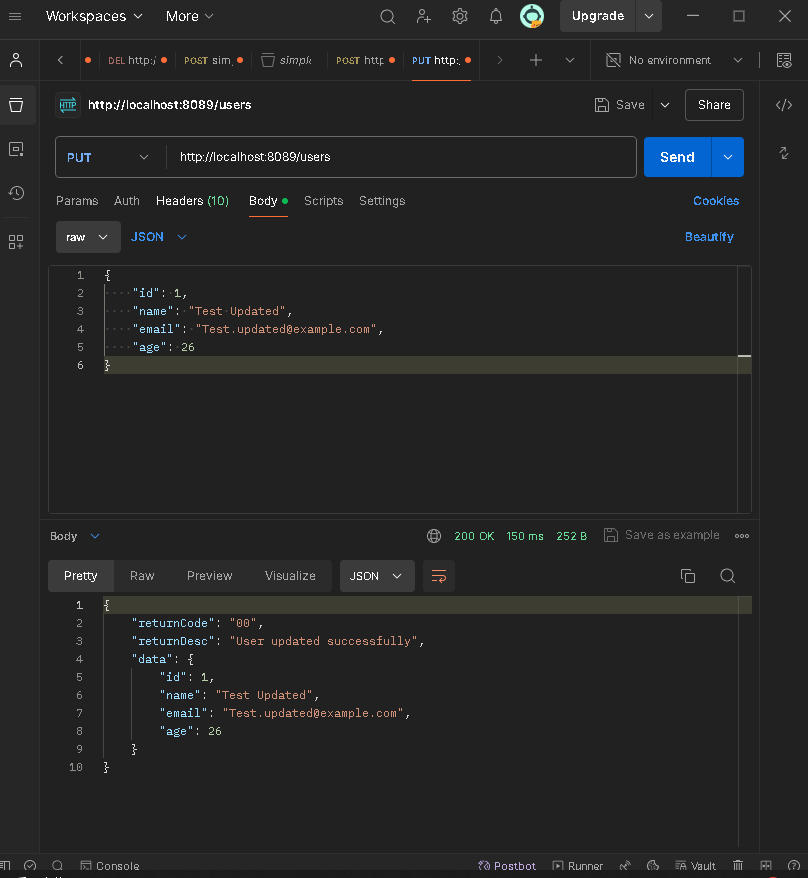 Workspaces More Upgrade
DEL http:/ POST sim simple POST http PUT http: No environment
HTTP http://localhost:8089/users Save Share
PUT http://localhost:8089/users Send
Params Auth Headers (10) Body Scripts Settings Cookies
raw JSON Beautify
1 {
2 "id": 1,
3 "name": "Test Updated",
4 "email": "Test.updated@example.com",
5 "age": 26
6 }
Body 200 OK 150 ms 252 B Save as example
Pretty Raw Preview Visualize JSON
1 {
2 "returnCode": "00",
3 "returnDesc": "User updated successfully",
4 "data": {
5 "id": 1,
6 "name": "Test Updated",
7 "email": "Test.updated@example.com",
8 "age": 26
9 }
10 }
Console Postbot Runner Vault